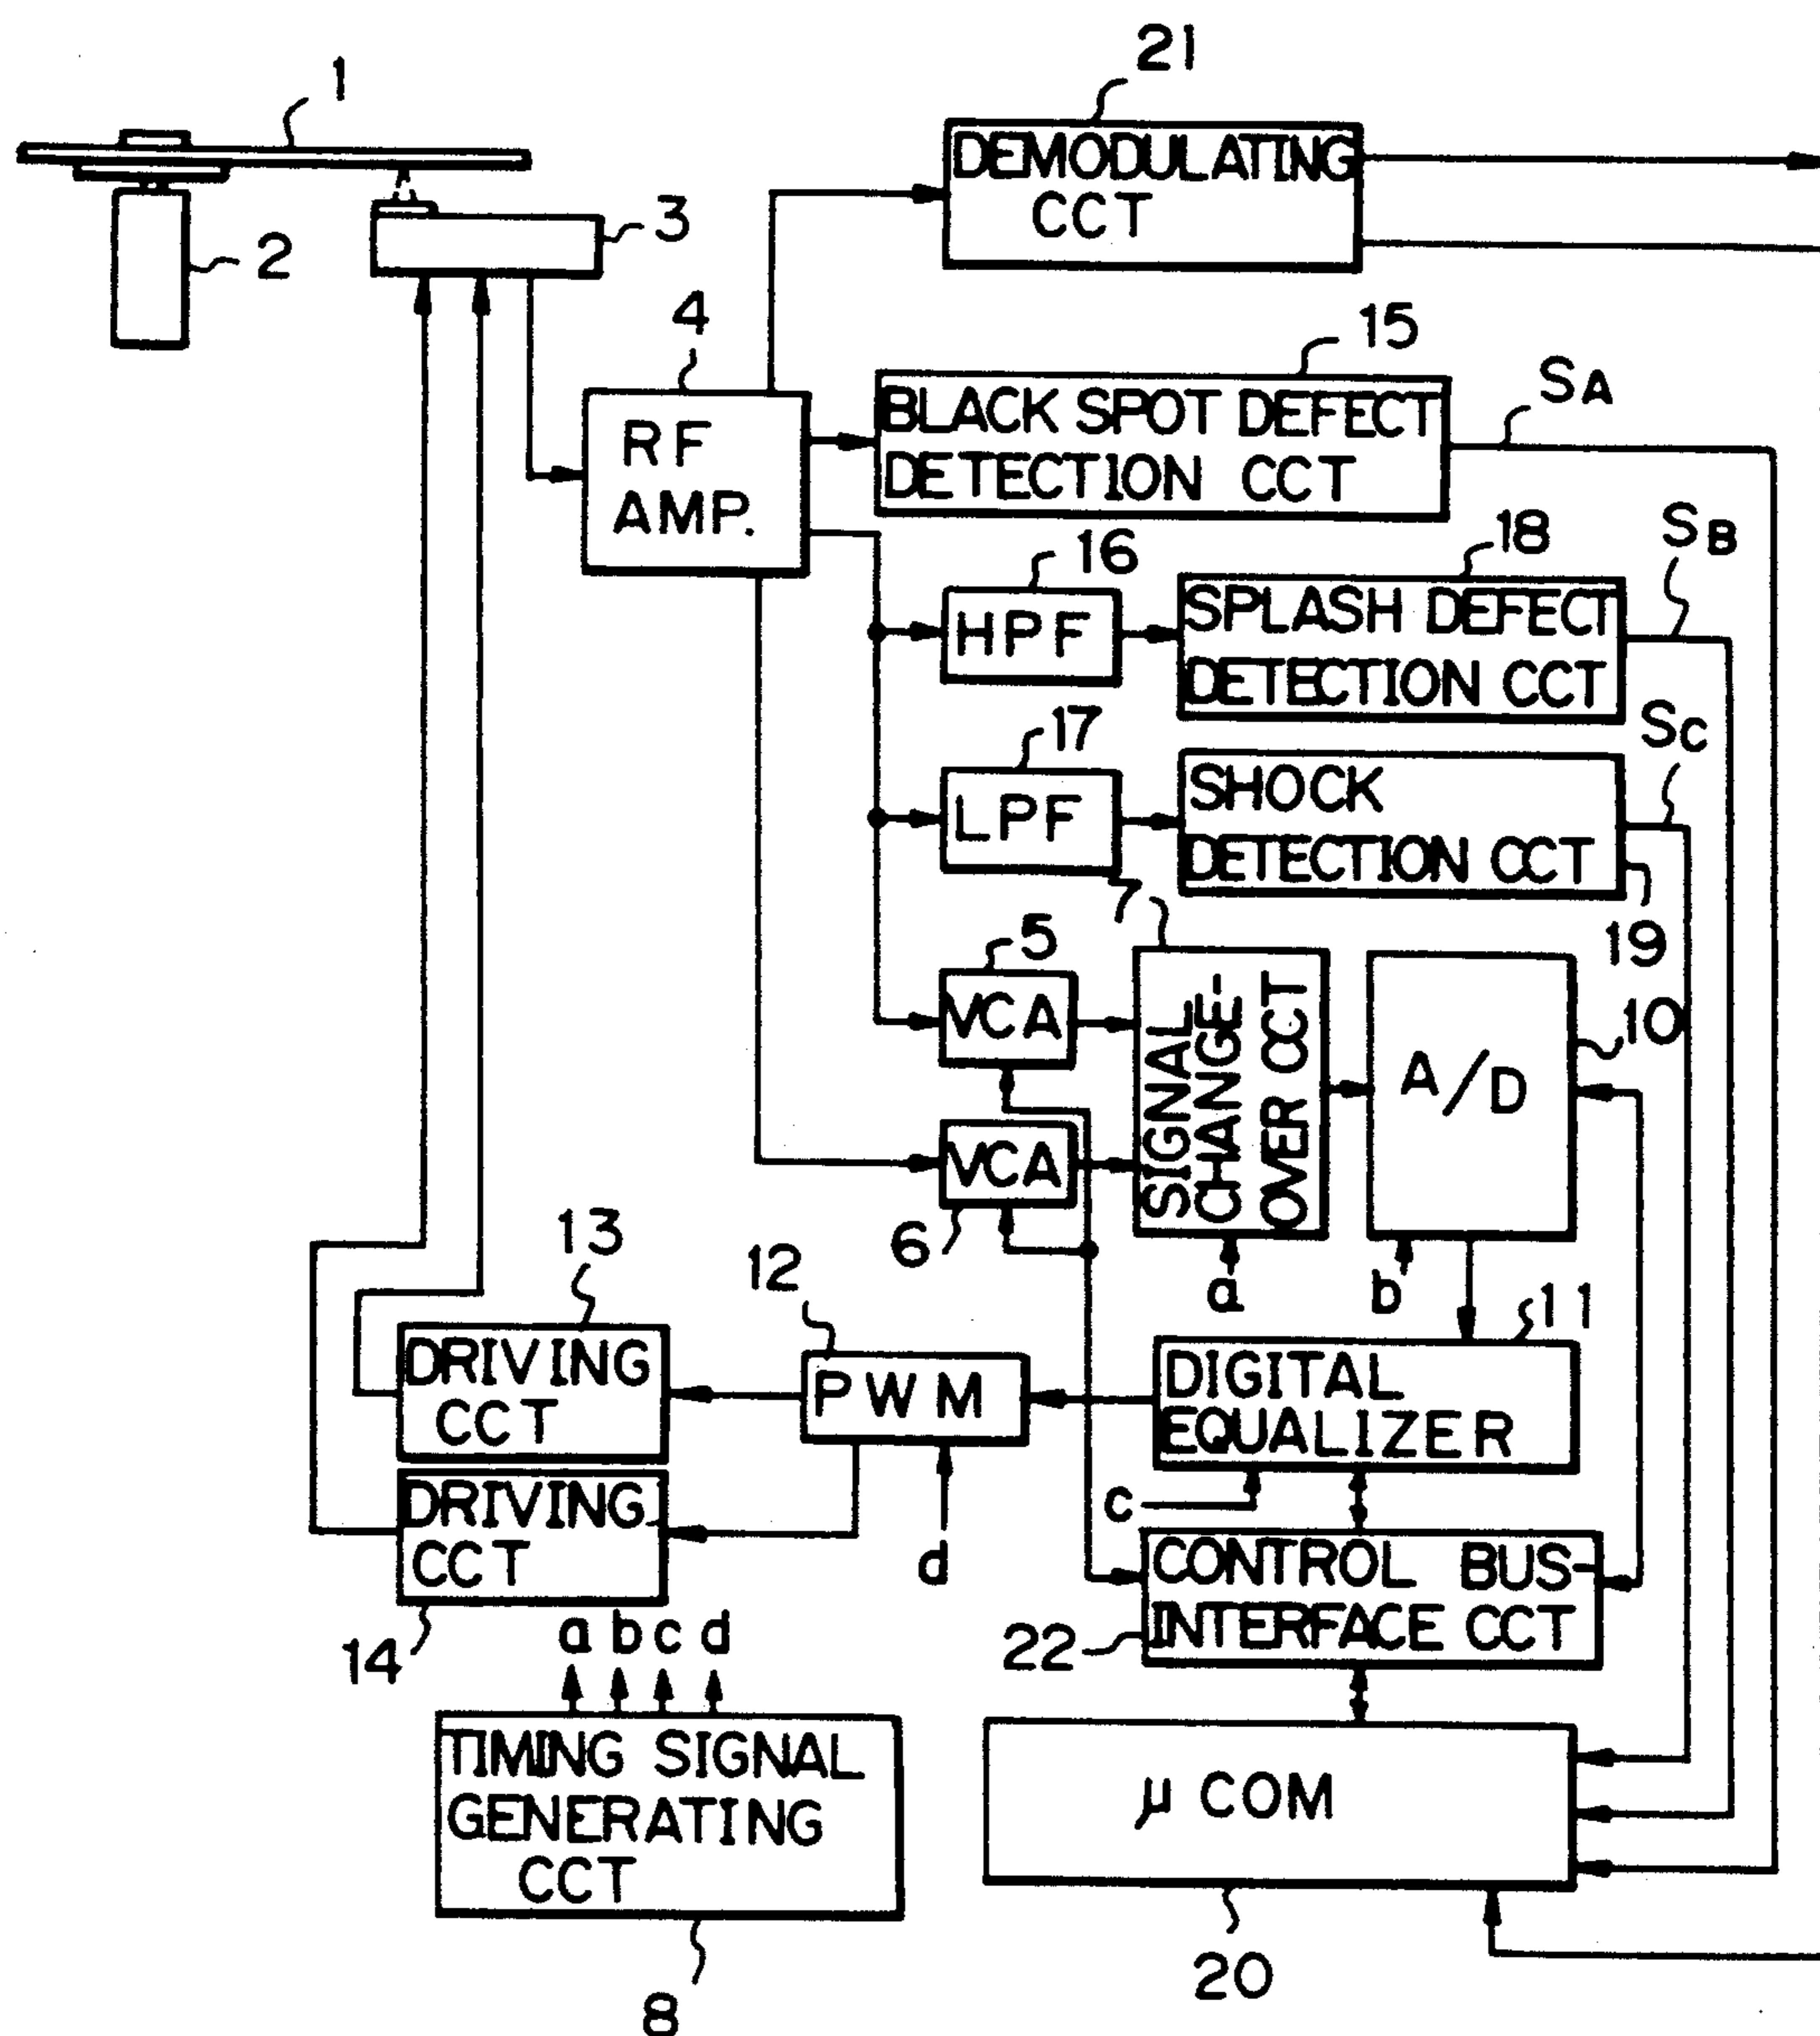 21
1
DEMODULATING
CCT
3
2
4
15
SA
RF
AMP.
BLACK SPOT DEFECT
DETECTION CCT
16
18
SB
HPF
SPLASH DEFECT
DETECTION CCT
17
SC
LPF
SHOCK
DETECTION CCT
7
5
19
VCA
SIGNAL
CHANGE-
OVER CCT
10
A/D
VCA
6
13
12
a
b
11
DRIVING
CCT
PWM
DIGITAL
EQUALIZER
c
DRIVING
CCT
d
CONTROL BUS-
INTERFACE CCT
14
a b c d
22
TIMING SIGNAL
GENERATING
CCT
μ COM
20
8